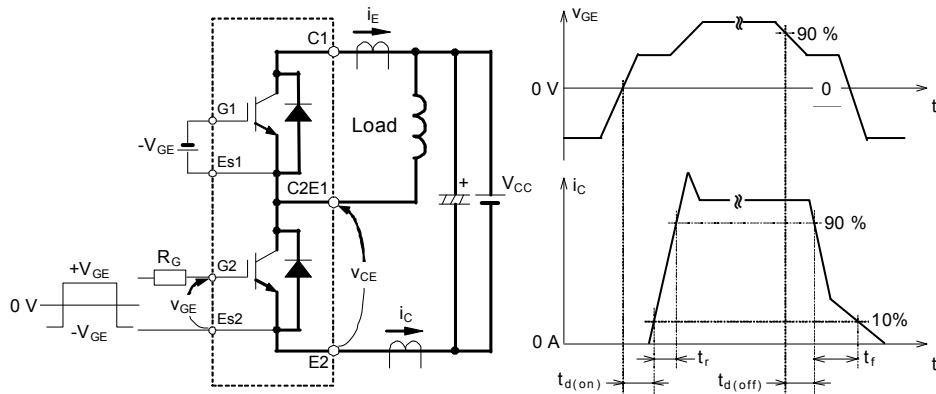 C1
i_E
G1
-V_GE
Es1
Load
C2E1
+
V_CC
R_G
G2
+V_GE
0 V
-V_GE
v_GE
Es2
v_CE
i_C
E2
v_GE
90 %
0 V
0
t
i_C
90 %
10%
0 A
t
t_r
t_f
t_d(on)
t_d(off)